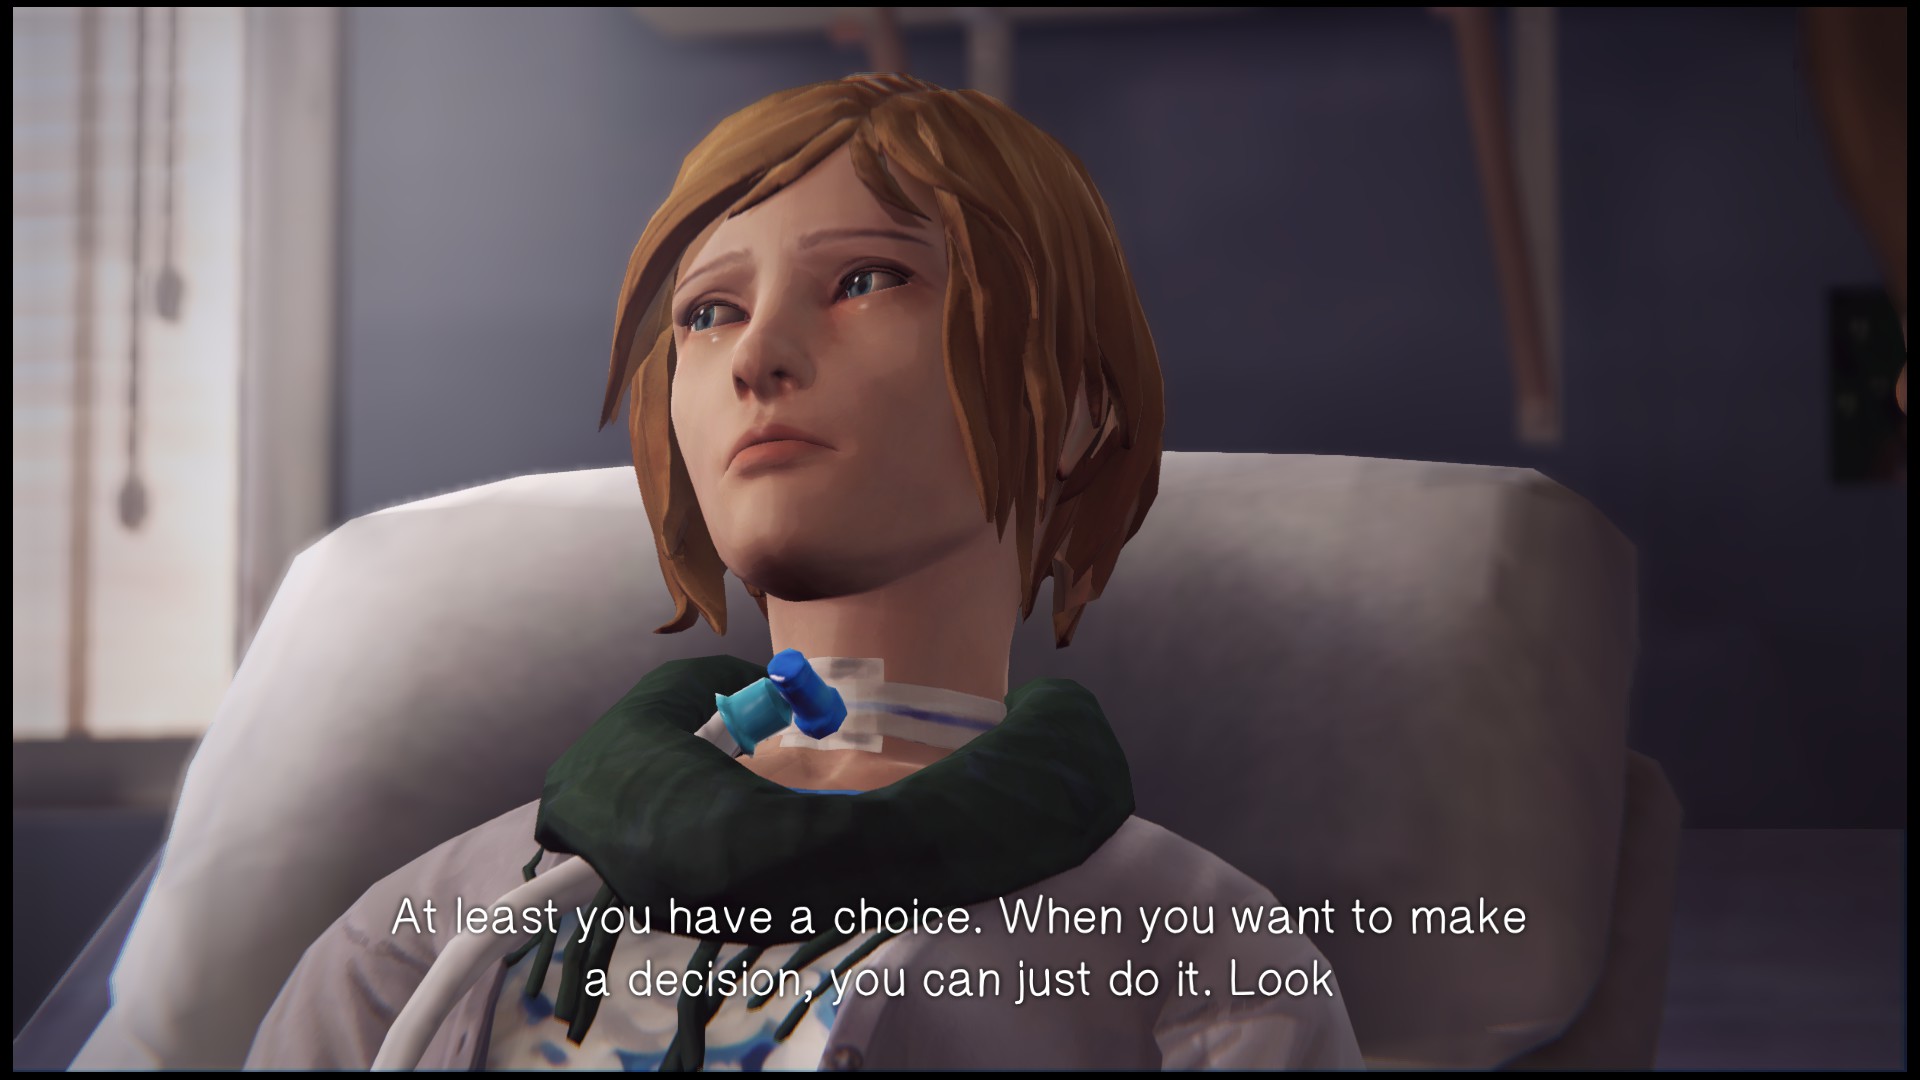 At least you have a choice. When you want to make
a decision, you can just do it. Look